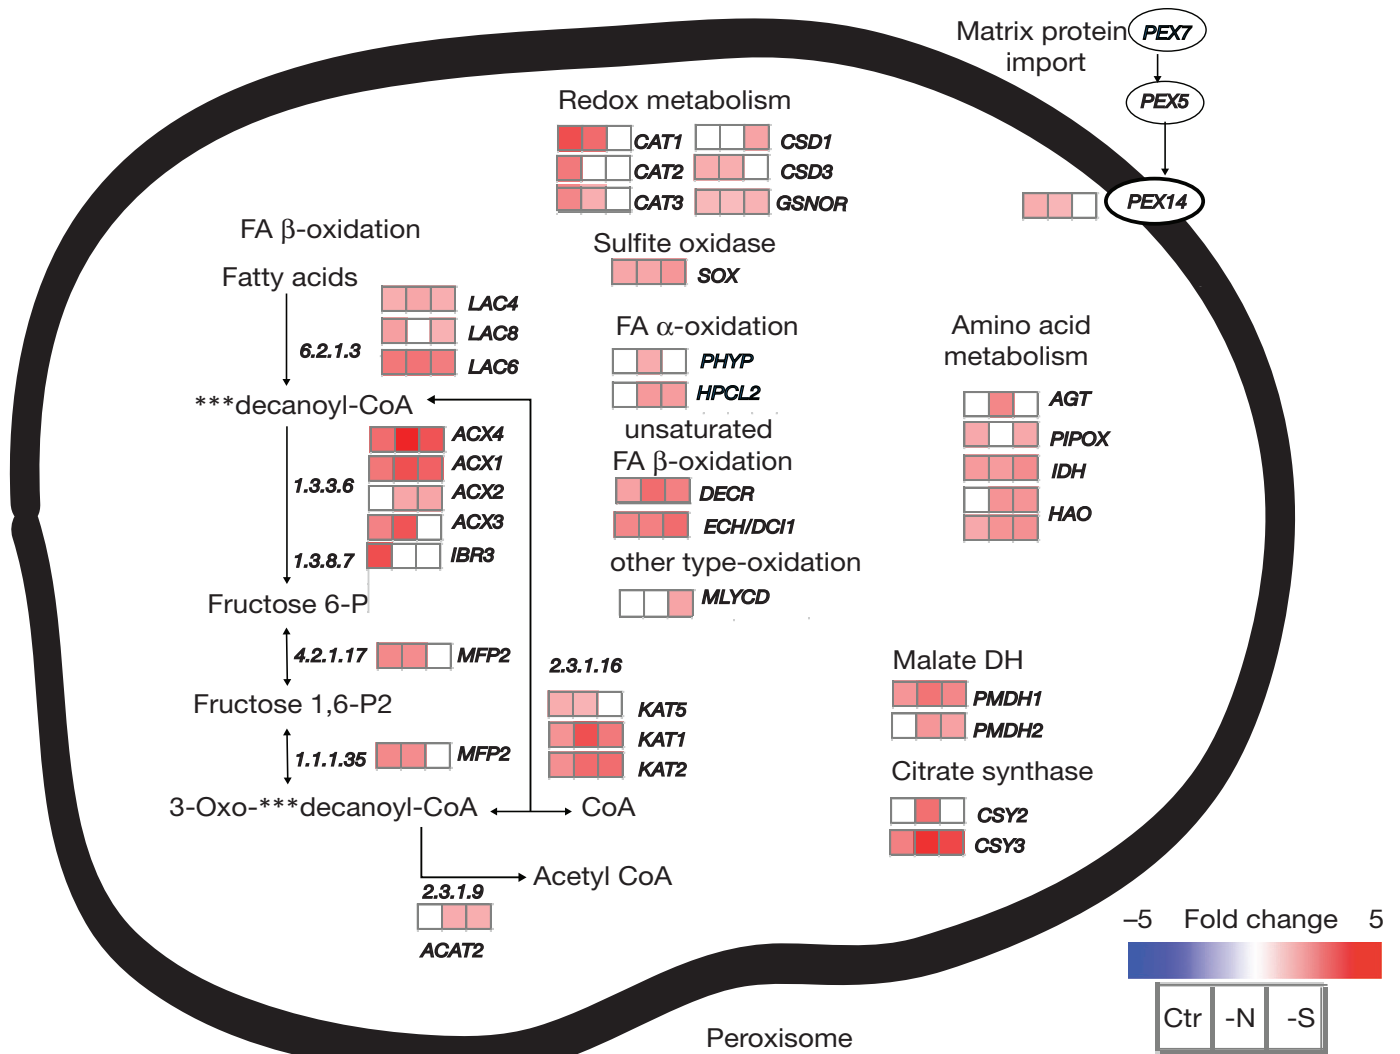 Matrix protein
import
PEX7
PEX5
PEX14
Redox metabolism
CAT1
CSD1
CAT2
CSD3
CAT3
GSNOR
Sulfite oxidase
SOX
FA β-oxidation
Fatty acids
LAC4
LAC8
6.2.1.3
LAC6
***decanoyl-CoA
ACX4
ACX1
1.3.3.6
ACX2
ACX3
1.3.8.7
IBR3
Fructose 6-P
4.2.1.17
MFP2
Fructose 1,6-P2
1.1.1.35
MFP2
3-Oxo-***decanoyl-CoA
CoA
Acetyl CoA
2.3.1.9
ACAT2
FA α-oxidation
PHYP
HPCL2
unsaturated
FA β-oxidation
DECR
ECH/DCI1
other type-oxidation
MLYCD
2.3.1.16
KAT5
KAT1
KAT2
Amino acid
metabolism
AGT
PIPOX
IDH
HAO
Malate DH
PMDH1
PMDH2
Citrate synthase
CSY2
CSY3
–5 Fold change 5
Ctr -N -S
Peroxisome